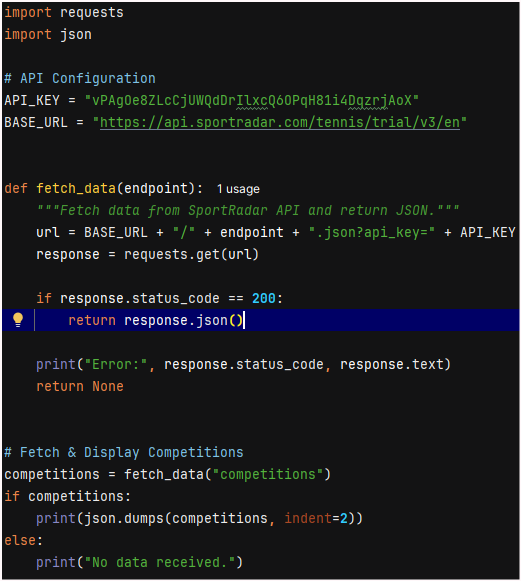 import requests
import json
# API Configuration
API_KEY = "vPAgOe8ZLcCjUWQdDrIlxcQ6OPqH81i4DqzrjAoX"
BASE_URL = "https://api.sportradar.com/tennis/trial/v3/en"
def fetch_data(endpoint): 1 usage
"""Fetch data from SportRadar API and return JSON."""
url = BASE_URL + "/" + endpoint + ".json?api_key=" + API_KEY
response = requests.get(url)
if response.status_code == 200:
return response.json()
print("Error:", response.status_code, response.text)
return None
# Fetch & Display Competitions
competitions = fetch_data("competitions")
if competitions:
print(json.dumps(competitions, indent=2))
else:
print("No data received.")